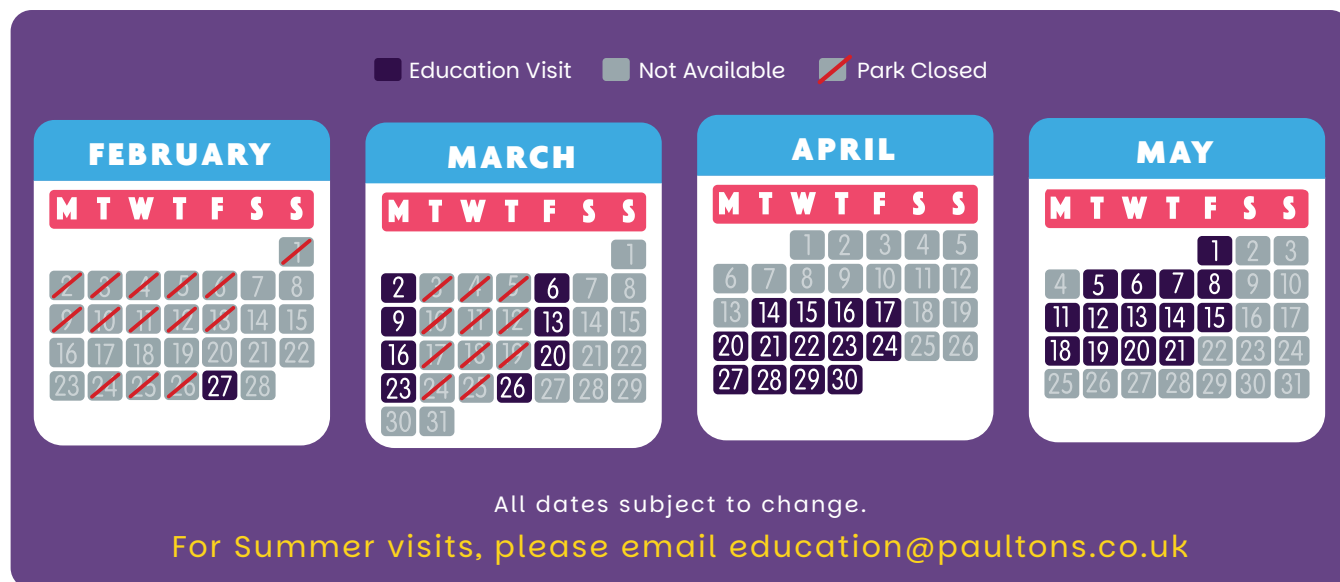 Education Visit Not Available Park Closed
FEBRUARY
M T W T F S S
1
2 3 4 5 6 7 8
9 10 11 12 13 14 15
16 17 18 19 20 21 22
23 24 25 26 27 28
MARCH
M T W T F S S
1
2 3 4 5 6 7 8
9 10 11 12 13 14 15
16 17 18 19 20 21 22
23 24 25 26 27 28 29
30 31
APRIL
M T W T F S S
1 2 3 4 5
6 7 8 9 10 11 12
13 14 15 16 17 18 19
20 21 22 23 24 25 26
27 28 29 30
MAY
M T W T F S S
1 2 3
4 5 6 7 8 9 10
11 12 13 14 15 16 17
18 19 20 21 22 23 24
25 26 27 28 29 30 31
All dates subject to change.
For Summer visits, please email education@paultons.co.uk